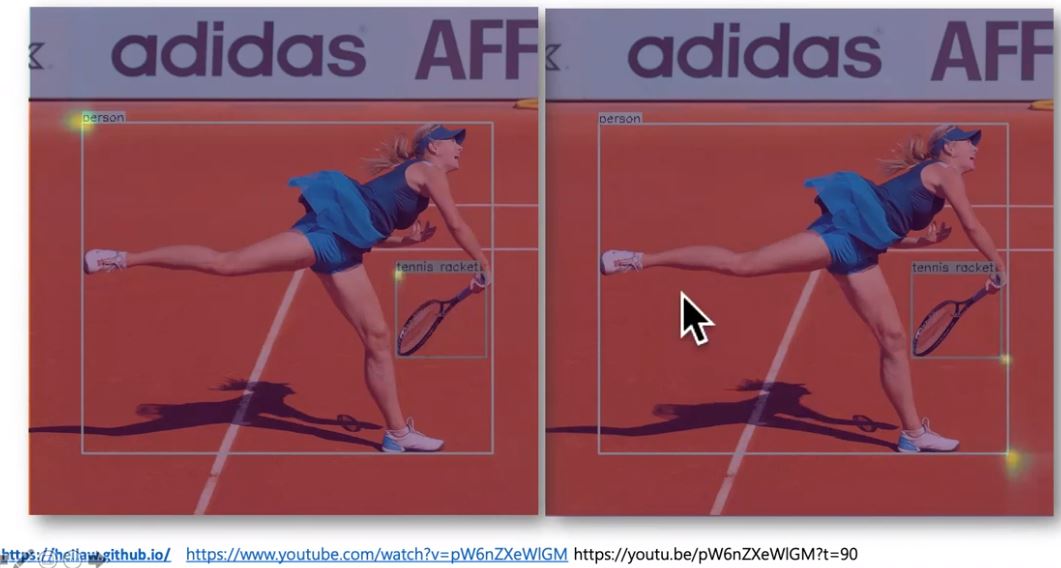 adidas AFF
adidas AFF
person
person
tennis racket
tennis racket
https://heilaw.github.io/ https://www.youtube.com/watch?v=pW6nZXeWlGM https://youtu.be/pW6nZXeWlGM?t=90